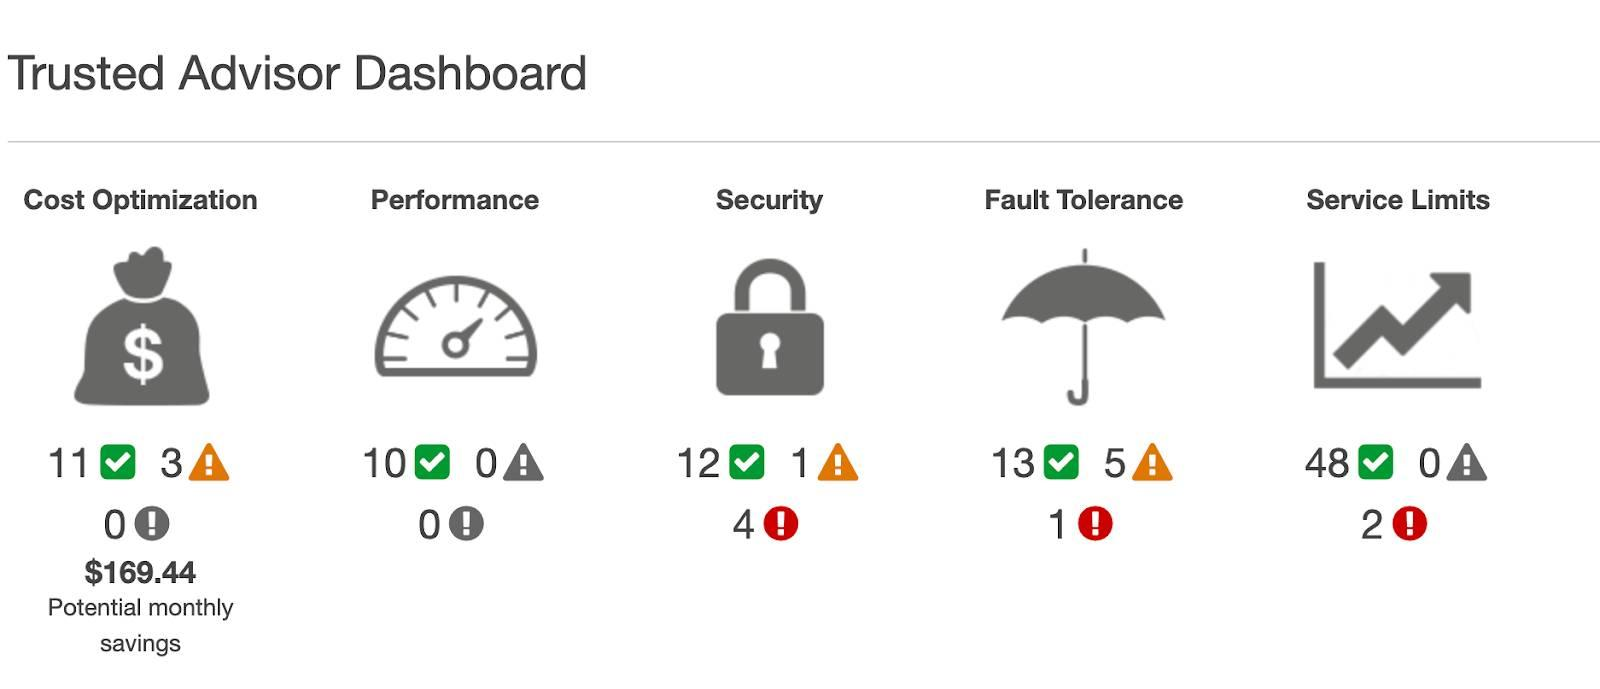 Trusted Advisor Dashboard
Cost Optimization
Performance
Security
Fault Tolerance
Service Limits
$
11 3
10 0
12 1
13 5
48 0
0
0
4
1
2
$169.44
Potential monthly
savings